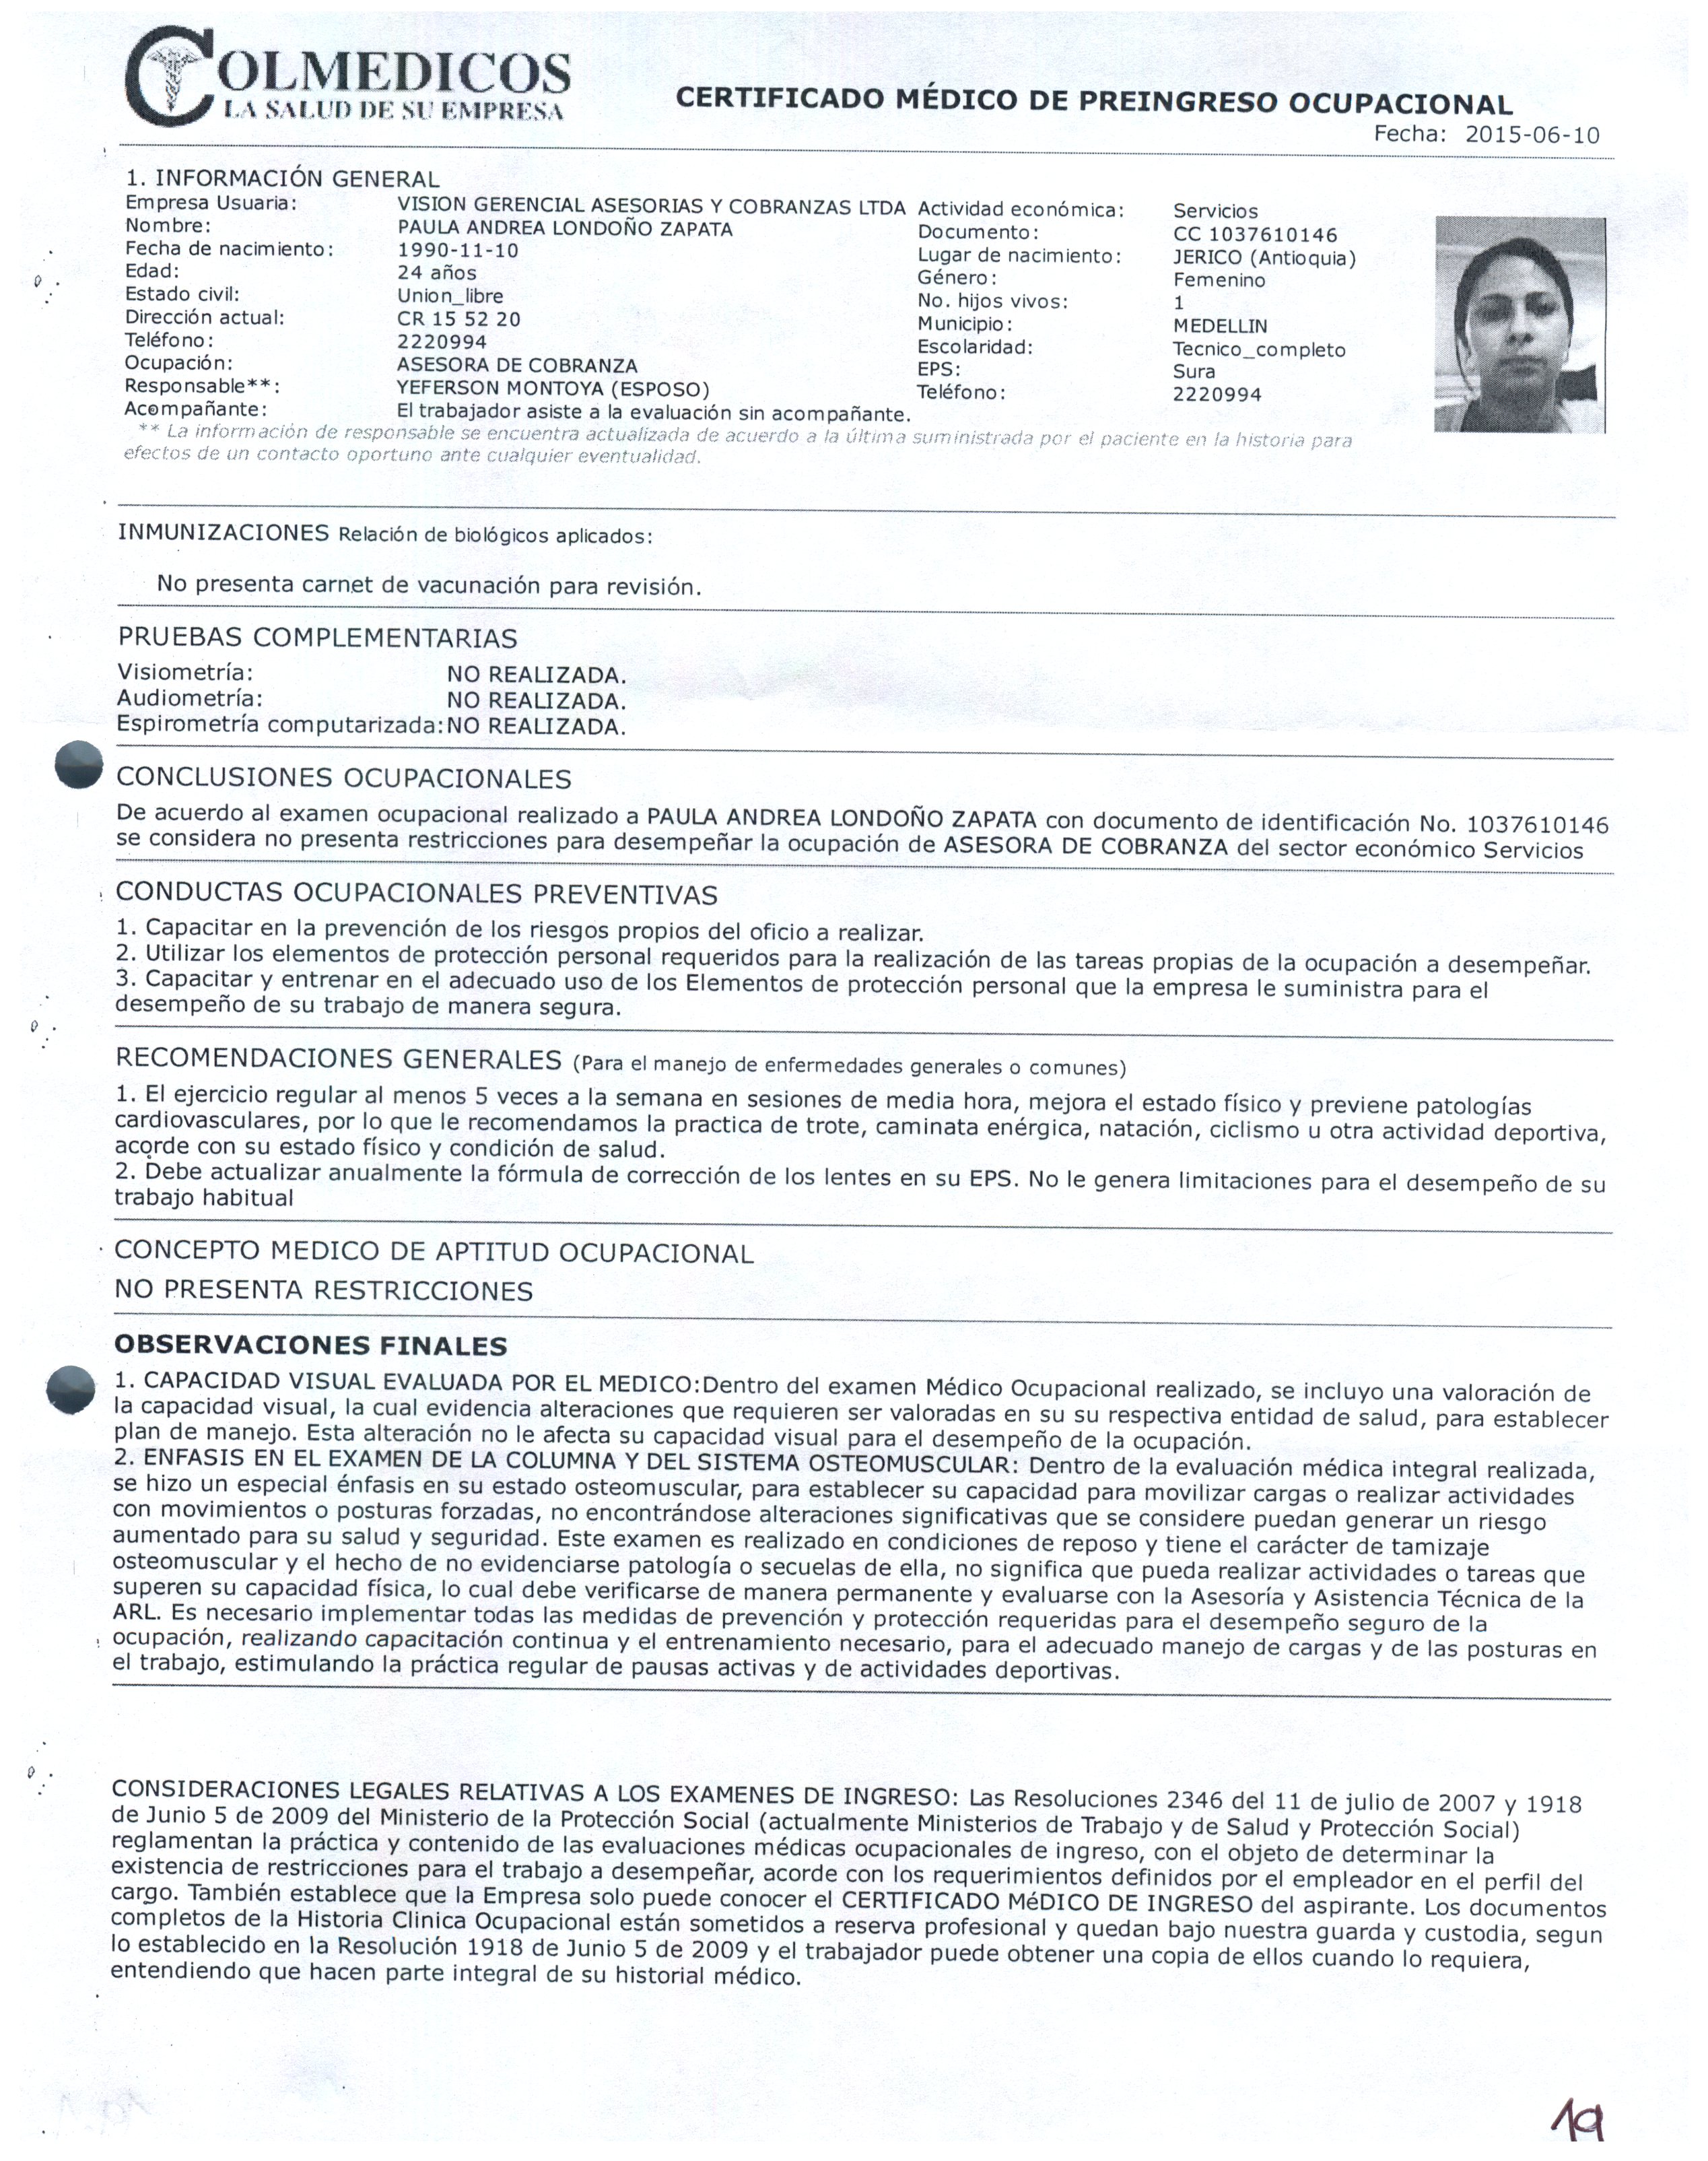 COLMEDICOS
LA SALUD DE SU EMPRESA
CERTIFICADO MÉDICO DE PREINGRESO OCUPACIONAL
Fecha: 2015-06-10
1. INFORMACIÓN GENERAL
Empresa Usuaria: VISION GERENCIAL ASESORIAS Y COBRANZAS LTDA Actividad económica: Servicios
Nombre: PAULA ANDREA LONDOÑO ZAPATA Documento: CC 1037610146
Fecha de nacimiento: 1990-11-10 Lugar de nacimiento: JERICO (Antioquia)
Edad: 24 años Género: Femenino
Estado civil: Union_libre No. hijos vivos: 1
Dirección actual: CR 15 52 20 Municipio: MEDELLIN
Teléfono: 2220994 Escolaridad: Tecnico_completo
Ocupación: ASESORA DE COBRANZA EPS: Sura
Responsable**: YEFERSON MONTOYA (ESPOSO) Teléfono: 2220994
Acompañante: El trabajador asiste a la evaluación sin acompañante.
** La información de responsable se encuentra actualizada de acuerdo a la última suministrada por el paciente en la historia para
efectos de un contacto oportuno ante cualquier eventualidad.
INMUNIZACIONES Relación de biológicos aplicados:
No presenta carnet de vacunación para revisión.
PRUEBAS COMPLEMENTARIAS
Visiometría: NO REALIZADA.
Audiometría: NO REALIZADA.
Espirometría computarizada: NO REALIZADA.
CONCLUSIONES OCUPACIONALES
De acuerdo al examen ocupacional realizado a PAULA ANDREA LONDOÑO ZAPATA con documento de identificación No. 1037610146
se considera no presenta restricciones para desempeñar la ocupación de ASESORA DE COBRANZA del sector económico Servicios
CONDUCTAS OCUPACIONALES PREVENTIVAS
1. Capacitar en la prevención de los riesgos propios del oficio a realizar.
2. Utilizar los elementos de protección personal requeridos para la realización de las tareas propias de la ocupación a desempeñar.
3. Capacitar y entrenar en el adecuado uso de los Elementos de protección personal que la empresa le suministra para el
desempeño de su trabajo de manera segura.
RECOMENDACIONES GENERALES (Para el manejo de enfermedades generales o comunes)
1. El ejercicio regular al menos 5 veces a la semana en sesiones de media hora, mejora el estado físico y previene patologías
cardiovasculares, por lo que le recomendamos la practica de trote, caminata enérgica, natación, ciclismo u otra actividad deportiva,
acorde con su estado físico y condición de salud.
2. Debe actualizar anualmente la fórmula de corrección de los lentes en su EPS. No le genera limitaciones para el desempeño de su
trabajo habitual
CONCEPTO MEDICO DE APTITUD OCUPACIONAL
NO PRESENTA RESTRICCIONES
OBSERVACIONES FINALES
1. CAPACIDAD VISUAL EVALUADA POR EL MEDICO:Dentro del examen Médico Ocupacional realizado, se incluyo una valoración de
la capacidad visual, la cual evidencia alteraciones que requieren ser valoradas en su su respectiva entidad de salud, para establecer
plan de manejo. Esta alteración no le afecta su capacidad visual para el desempeño de la ocupación.
2. ENFASIS EN EL EXAMEN DE LA COLUMNA Y DEL SISTEMA OSTEOMUSCULAR: Dentro de la evaluación médica integral realizada,
se hizo un especial énfasis en su estado osteomuscular, para establecer su capacidad para movilizar cargas o realizar actividades
con movimientos o posturas forzadas, no encontrándose alteraciones significativas que se considere puedan generar un riesgo
aumentado para su salud y seguridad. Este examen es realizado en condiciones de reposo y tiene el carácter de tamizaje
osteomuscular y el hecho de no evidenciarse patología o secuelas de ella, no significa que pueda realizar actividades o tareas que
superen su capacidad física, lo cual debe verificarse de manera permanente y evaluarse con la Asesoría y Asistencia Técnica de la
ARL. Es necesario implementar todas las medidas de prevención y protección requeridas para el desempeño seguro de la
ocupación, realizando capacitación continua y el entrenamiento necesario, para el adecuado manejo de cargas y de las posturas en
el trabajo, estimulando la práctica regular de pausas activas y de actividades deportivas.
CONSIDERACIONES LEGALES RELATIVAS A LOS EXAMENES DE INGRESO: Las Resoluciones 2346 del 11 de julio de 2007 y 1918
de Junio 5 de 2009 del Ministerio de la Protección Social (actualmente Ministerios de Trabajo y de Salud y Protección Social)
reglamentan la práctica y contenido de las evaluaciones médicas ocupacionales de ingreso, con el objeto de determinar la
existencia de restricciones para el trabajo a desempeñar, acorde con los requerimientos definidos por el empleador en el perfil del
cargo. También establece que la Empresa solo puede conocer el CERTIFICADO MéDICO DE INGRESO del aspirante. Los documentos
completos de la Historia Clinica Ocupacional están sometidos a reserva profesional y quedan bajo nuestra guarda y custodia, segun
lo establecido en la Resolución 1918 de Junio 5 de 2009 y el trabajador puede obtener una copia de ellos cuando lo requiera,
entendiendo que hacen parte integral de su historial médico.
19